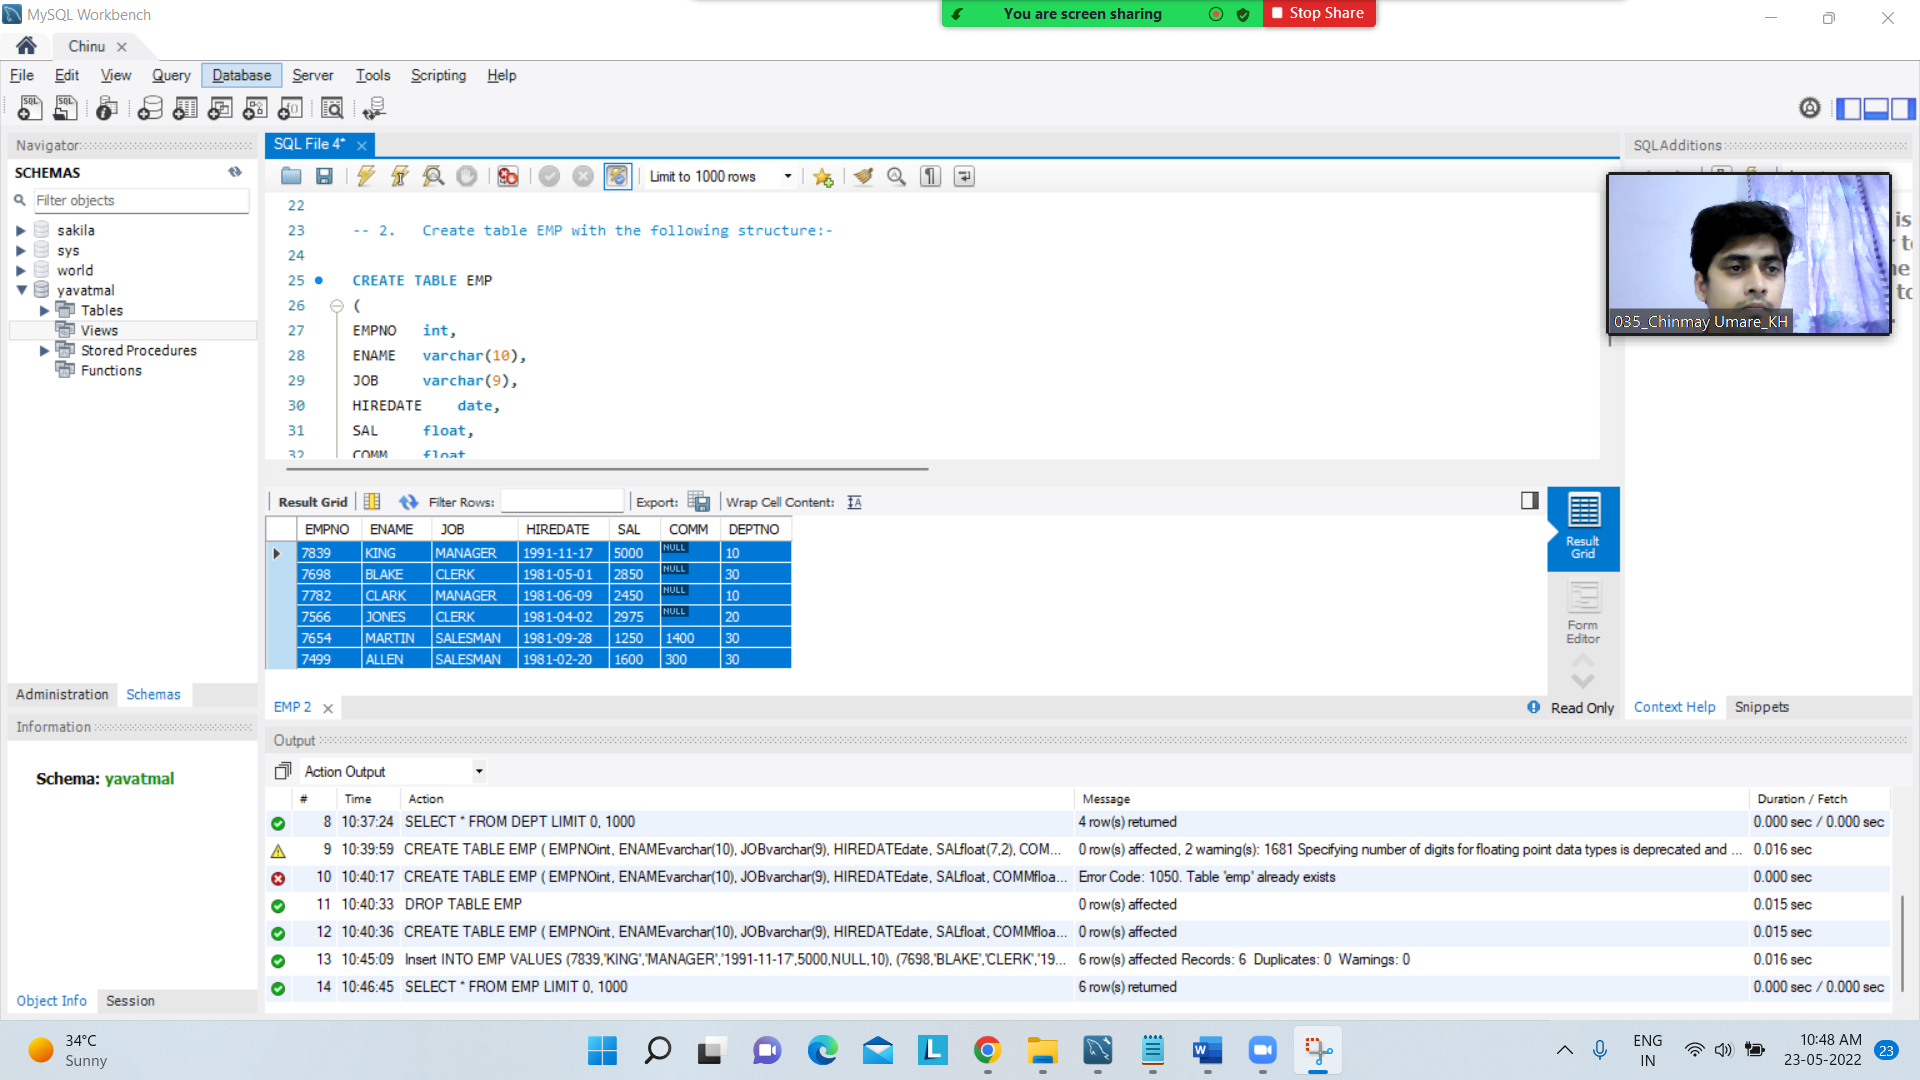 MySQL Workbench
You are screen sharing
Stop Share
Chinu
File Edit View Query Database Server Tools Scripting Help
Navigator
SCHEMAS
Filter objects
sakila
sys
world
yavatmal
Tables
Views
Stored Procedures
Functions
Administration Schemas
Information
Schema: yavatmal
Object Info Session
SQL File 4*
Limit to 1000 rows
22
23 -- 2. Create table EMP with the following structure:-
24
25 CREATE TABLE EMP
26 (
27 EMPNO int,
28 ENAME varchar(10),
29 JOB varchar(9),
30 HIREDATE date,
31 SAL float,
32 COMM float
Result Grid Filter Rows: Export: Wrap Cell Content:
EMPNO ENAME JOB HIREDATE SAL COMM DEPTNO
7839 KING MANAGER 1991-11-17 5000 NULL 10
7698 BLAKE CLERK 1981-05-01 2850 NULL 30
7782 CLARK MANAGER 1981-06-09 2450 NULL 10
7566 JONES CLERK 1981-04-02 2975 NULL 20
7654 MARTIN SALESMAN 1981-09-28 1250 1400 30
7499 ALLEN SALESMAN 1981-02-20 1600 300 30
Result
Grid
Form
Editor
EMP 2
Read Only
SQLAdditions
035_Chinmay Umare_KH
Context Help Snippets
Output
Action Output
# Time Action Message Duration / Fetch
8 10:37:24 SELECT * FROM DEPT LIMIT 0, 1000 4 row(s) returned 0.000 sec / 0.000 sec
9 10:39:59 CREATE TABLE EMP ( EMPNOint, ENAMEvarchar(10), JOBvarchar(9), HIREDATEdate, SALfloat(7,2), COM... 0 row(s) affected, 2 warning(s): 1681 Specifying number of digits for floating point data types is deprecated and ... 0.016 sec
10 10:40:17 CREATE TABLE EMP ( EMPNOint, ENAMEvarchar(10), JOBvarchar(9), HIREDATEdate, SALfloat, COMMfloa... Error Code: 1050. Table 'emp' already exists 0.000 sec
11 10:40:33 DROP TABLE EMP 0 row(s) affected 0.015 sec
12 10:40:36 CREATE TABLE EMP ( EMPNOint, ENAMEvarchar(10), JOBvarchar(9), HIREDATEdate, SALfloat, COMMfloa... 0 row(s) affected 0.015 sec
13 10:45:09 Insert INTO EMP VALUES (7839,'KING','MANAGER','1991-11-17',5000,NULL,10), (7698,'BLAKE','CLERK','19... 6 row(s) affected Records: 6 Duplicates: 0 Warnings: 0 0.016 sec
14 10:46:45 SELECT * FROM EMP LIMIT 0, 1000 6 row(s) returned 0.000 sec / 0.000 sec
34°C
Sunny
ENG
IN
10:48 AM
23-05-2022
23